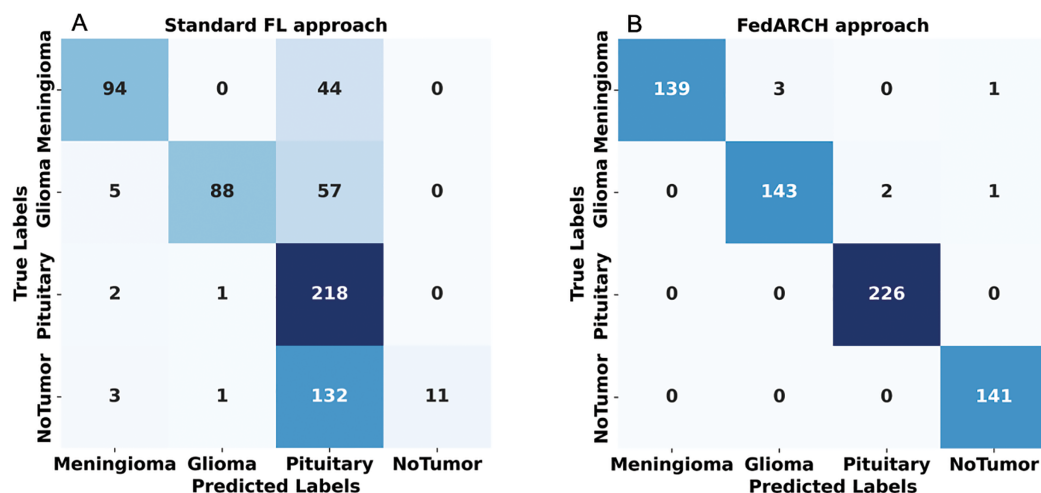 A
Standard FL approach
True Labels
Meningioma
94 0 44 0
Glioma
5 88 57 0
Pituitary
2 1 218 0
NoTumor
3 1 132 11
Meningioma Glioma Pituitary NoTumor
Predicted Labels
B
FedARCH approach
True Labels
Meningioma
139 3 0 1
Glioma
0 143 2 1
Pituitary
0 0 226 0
NoTumor
0 0 0 141
Meningioma Glioma Pituitary NoTumor
Predicted Labels